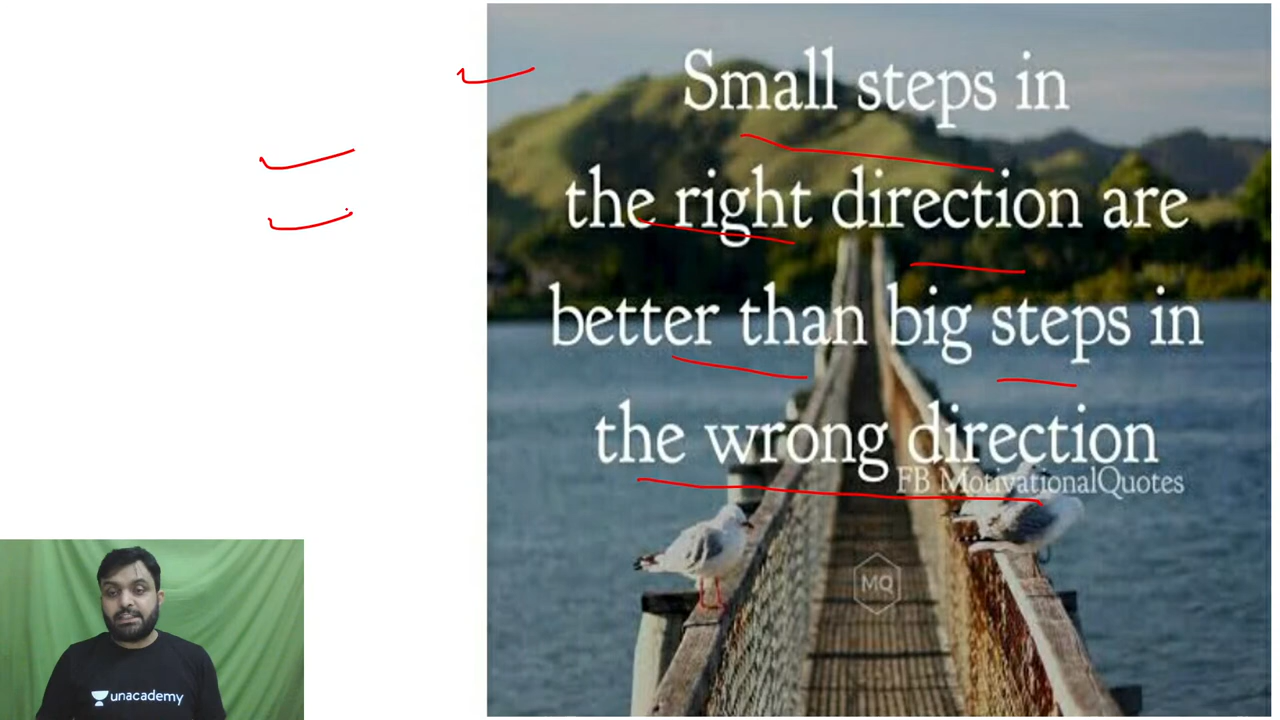 Small steps in
the right direction are
better than big steps in
the wrong direction
FB MotivationalQuotes
MQ
unacademy